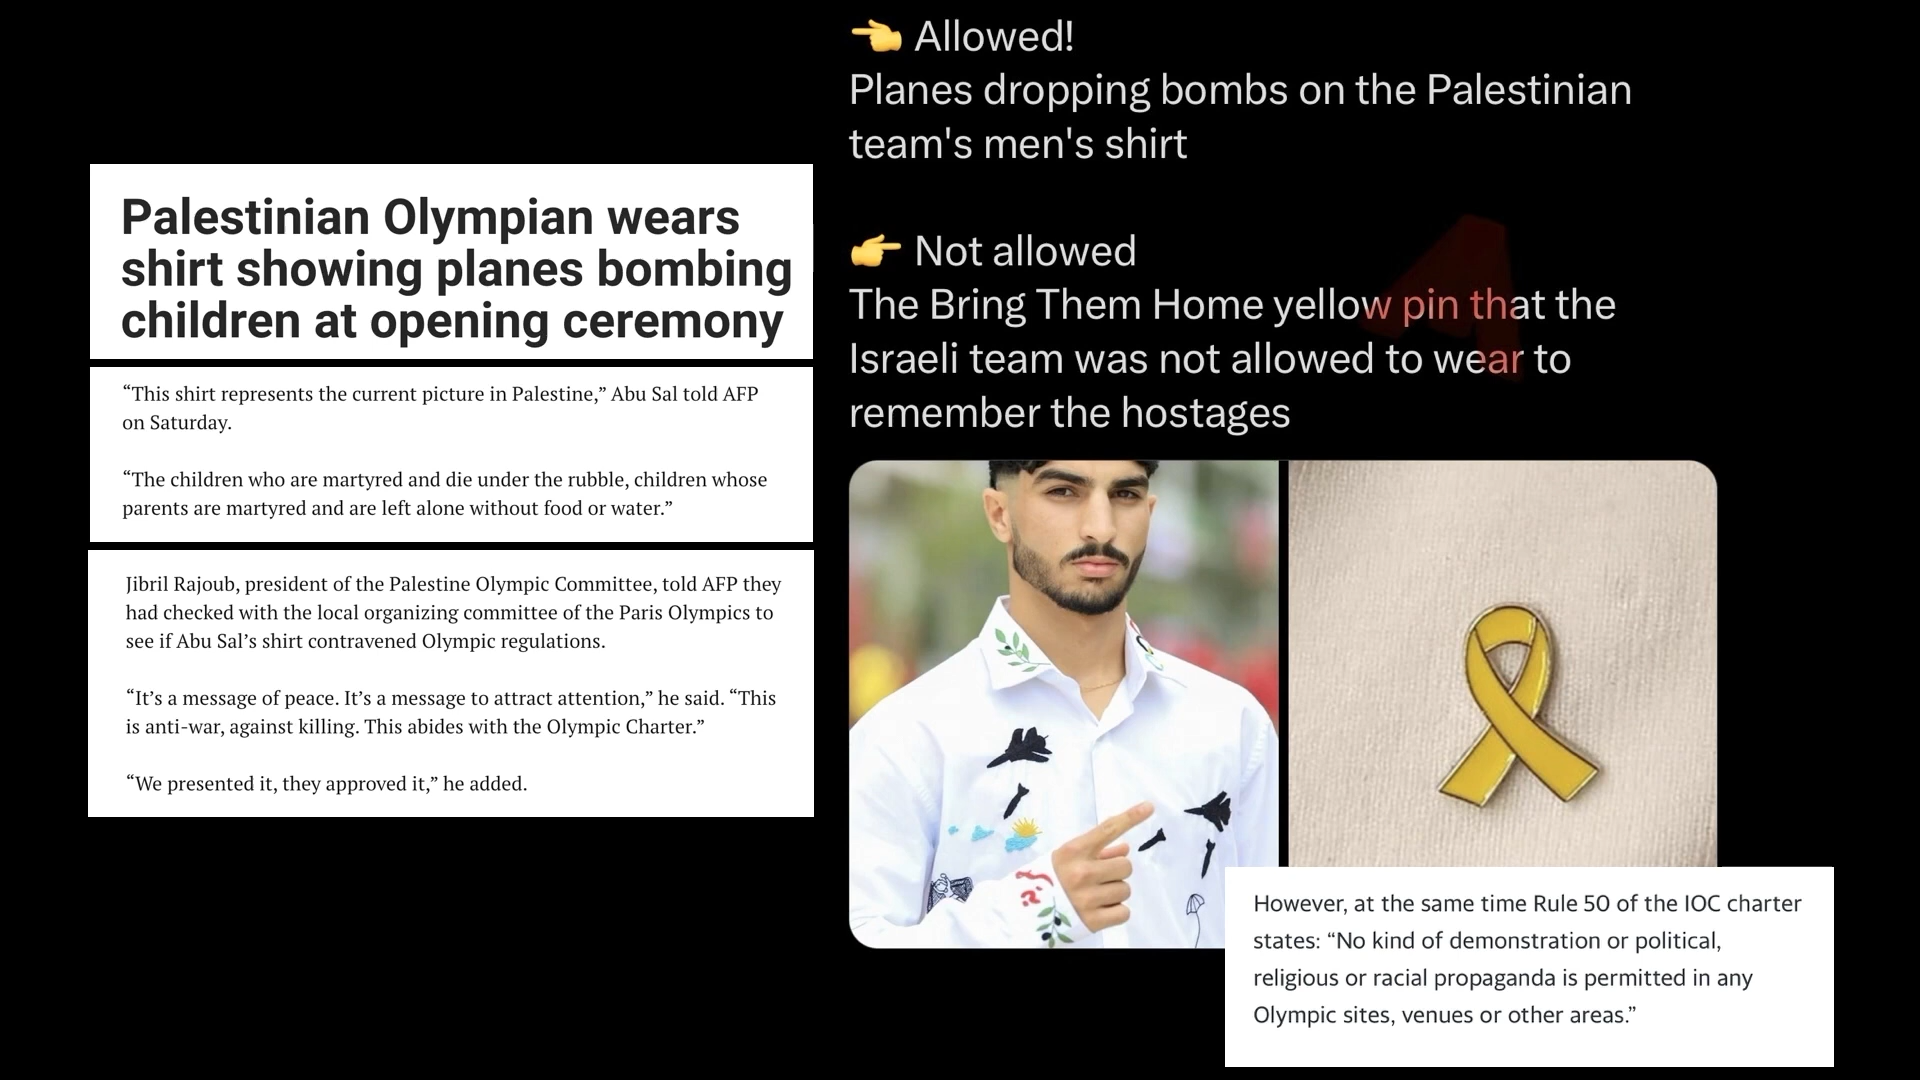 Palestinian Olympian wears
shirt showing planes bombing
children at opening ceremony
“This shirt represents the current picture in Palestine,” Abu Sal told AFP
on Saturday.
“The children who are martyred and die under the rubble, children whose
parents are martyred and are left alone without food or water.”
Jibril Rajoub, president of the Palestine Olympic Committee, told AFP they
had checked with the local organizing committee of the Paris Olympics to
see if Abu Sal’s shirt contravened Olympic regulations.
“It’s a message of peace. It’s a message to attract attention,” he said. “This
is anti-war, against killing. This abides with the Olympic Charter.”
“We presented it, they approved it,” he added.
👈 Allowed!
Planes dropping bombs on the Palestinian
team's men's shirt
👉 Not allowed
The Bring Them Home yellow pin that the
Israeli team was not allowed to wear to
remember the hostages
However, at the same time Rule 50 of the IOC charter
states: “No kind of demonstration or political,
religious or racial propaganda is permitted in any
Olympic sites, venues or other areas.”